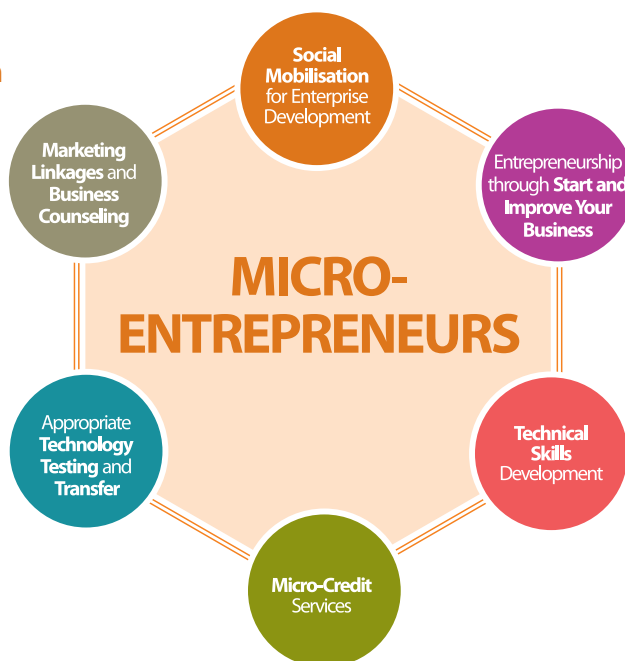 Social
Mobilisation
for Enterprise
Development
Entrepreneurship
through Start and
Improve Your
Business
Technical
Skills
Development
Micro-Credit
Services
Appropriate
Technology
Testing and
Transfer
Marketing
Linkages and
Business
Counseling
MICRO-
ENTREPRENEURS